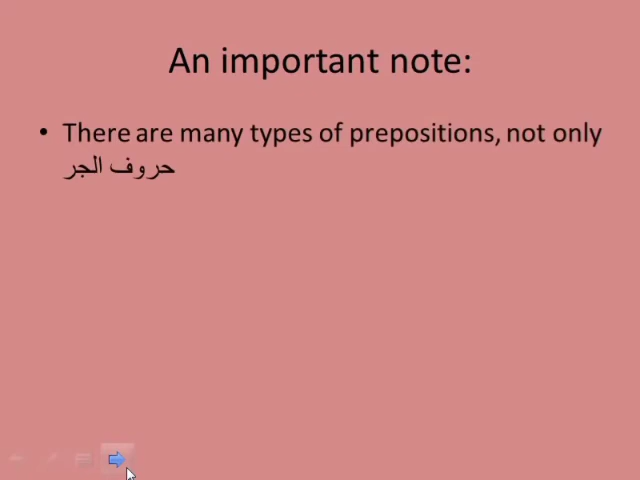 An important note:
• There are many types of prepositions, not only
حروف الجر